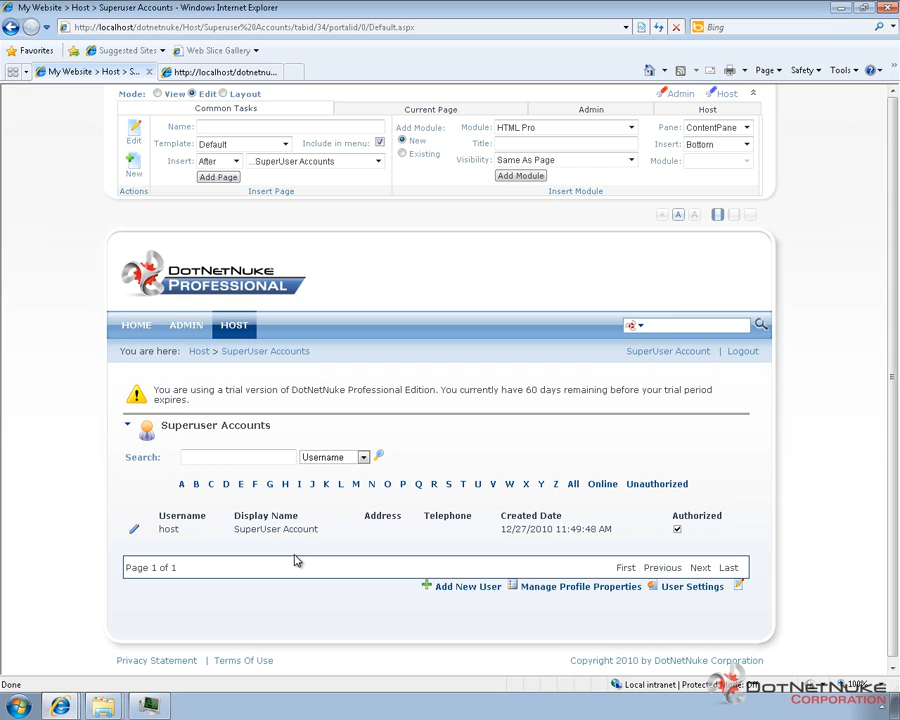 My Website > Host > Superuser Accounts - Windows Internet Explorer
http://localhost/dotnetnuke/Host/Superuser%20Accounts/tabid/34/portalid/0/Default.aspx
Bing
Favorites Suggested Sites Web Slice Gallery
My Website > Host > S... http://localhost/dotnetnu...
Page Safety Tools
Mode: View Edit Layout Admin Host
Common Tasks Current Page Admin Host
Edit Name: Add Module: Module: HTML Pro Pane: ContentPane
Template: Default Include in menu: New Title: Insert: Bottom
New Insert: After ...SuperUser Accounts Existing Visibility: Same As Page Module:
Add Page Add Module
Actions Insert Page Insert Module
A A A
DOTNETNUKE
PROFESSIONAL
HOME ADMIN HOST
You are here: Host > SuperUser Accounts SuperUser Account | Logout
You are using a trial version of DotNetNuke Professional Edition. You currently have 60 days remaining before your trial period
expires.
Superuser Accounts
Search: Username
A B C D E F G H I J K L M N O P Q R S T U V W X Y Z All Online Unauthorized
Username Display Name Address Telephone Created Date Authorized
host SuperUser Account 12/27/2010 11:49:48 AM
Page 1 of 1 First Previous Next Last
Add New User Manage Profile Properties User Settings
Privacy Statement | Terms Of Use Copyright 2010 by DotNetNuke Corporation
Done Local intranet | Protected Off
DOTNETNUKE
CORPORATION